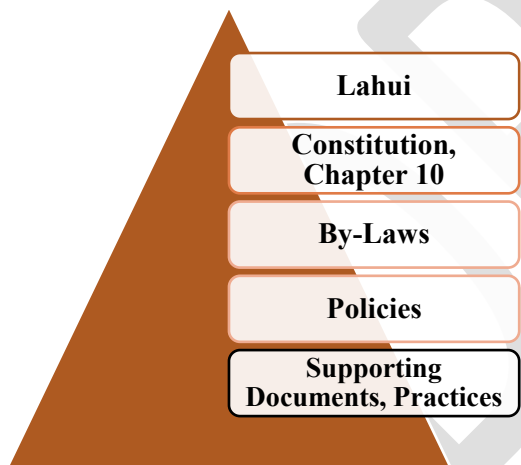 Lahui
Constitution,
Chapter 10
By-Laws
Policies
Supporting
Documents, Practices